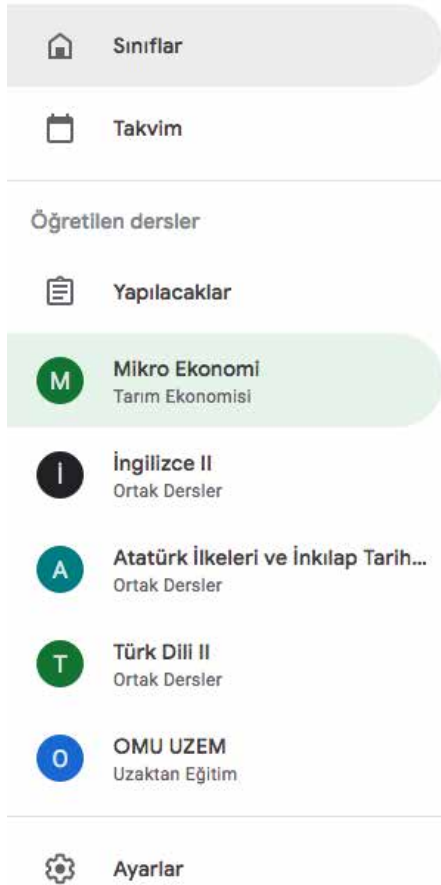 Sınıflar
Takvim
Öğretilen dersler
Yapılacaklar
M
Mikro Ekonomi
Tarım Ekonomisi
İ
İngilizce II
Ortak Dersler
A
Atatürk İlkeleri ve İnkılap Tarih...
Ortak Dersler
T
Türk Dili II
Ortak Dersler
O
OMU UZEM
Uzaktan Eğitim
Ayarlar